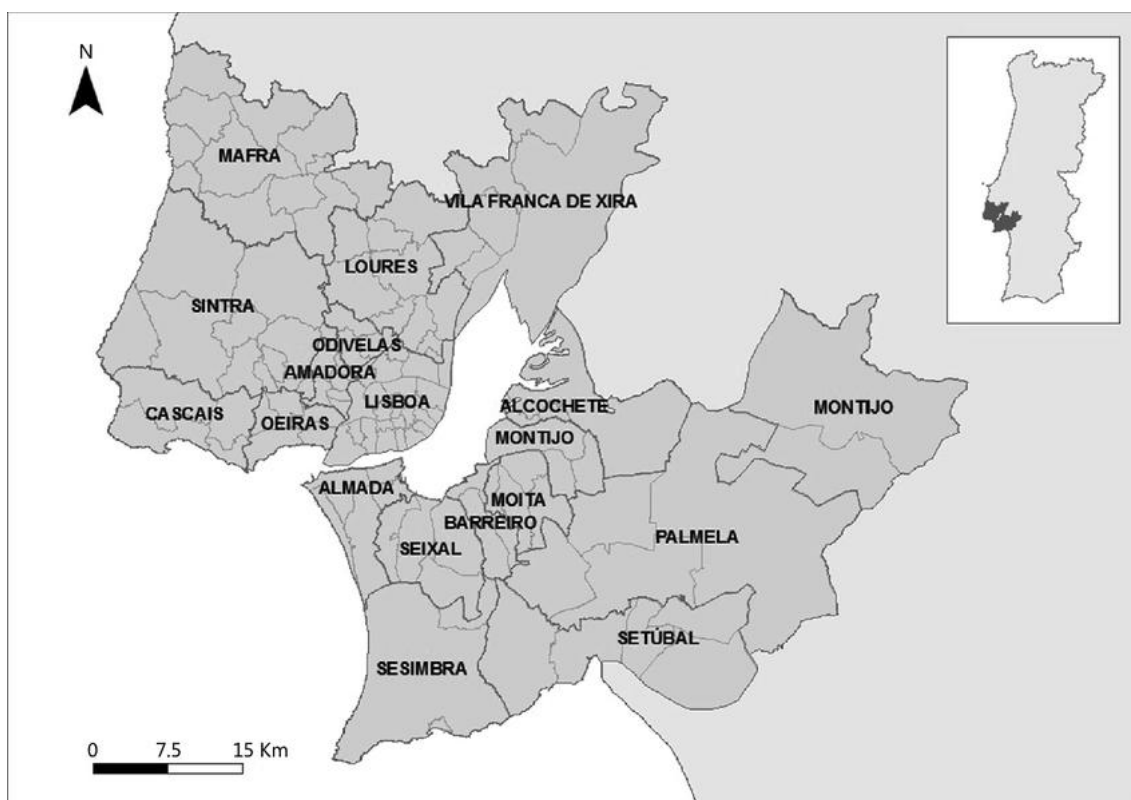 N
MAFRA
VILA FRANCA DE XIRA
LOURES
SINTRA
ODIVELAS
AMADORA
LISBOA
CASCAIS
OEIRAS
ALCOCHETE
MONTIJO
MONTIJO
ALMADA
MOITA
BARREIRO
SEIXAL
PALMELA
SETÚBAL
SESIMBRA
0 7.5 15 Km